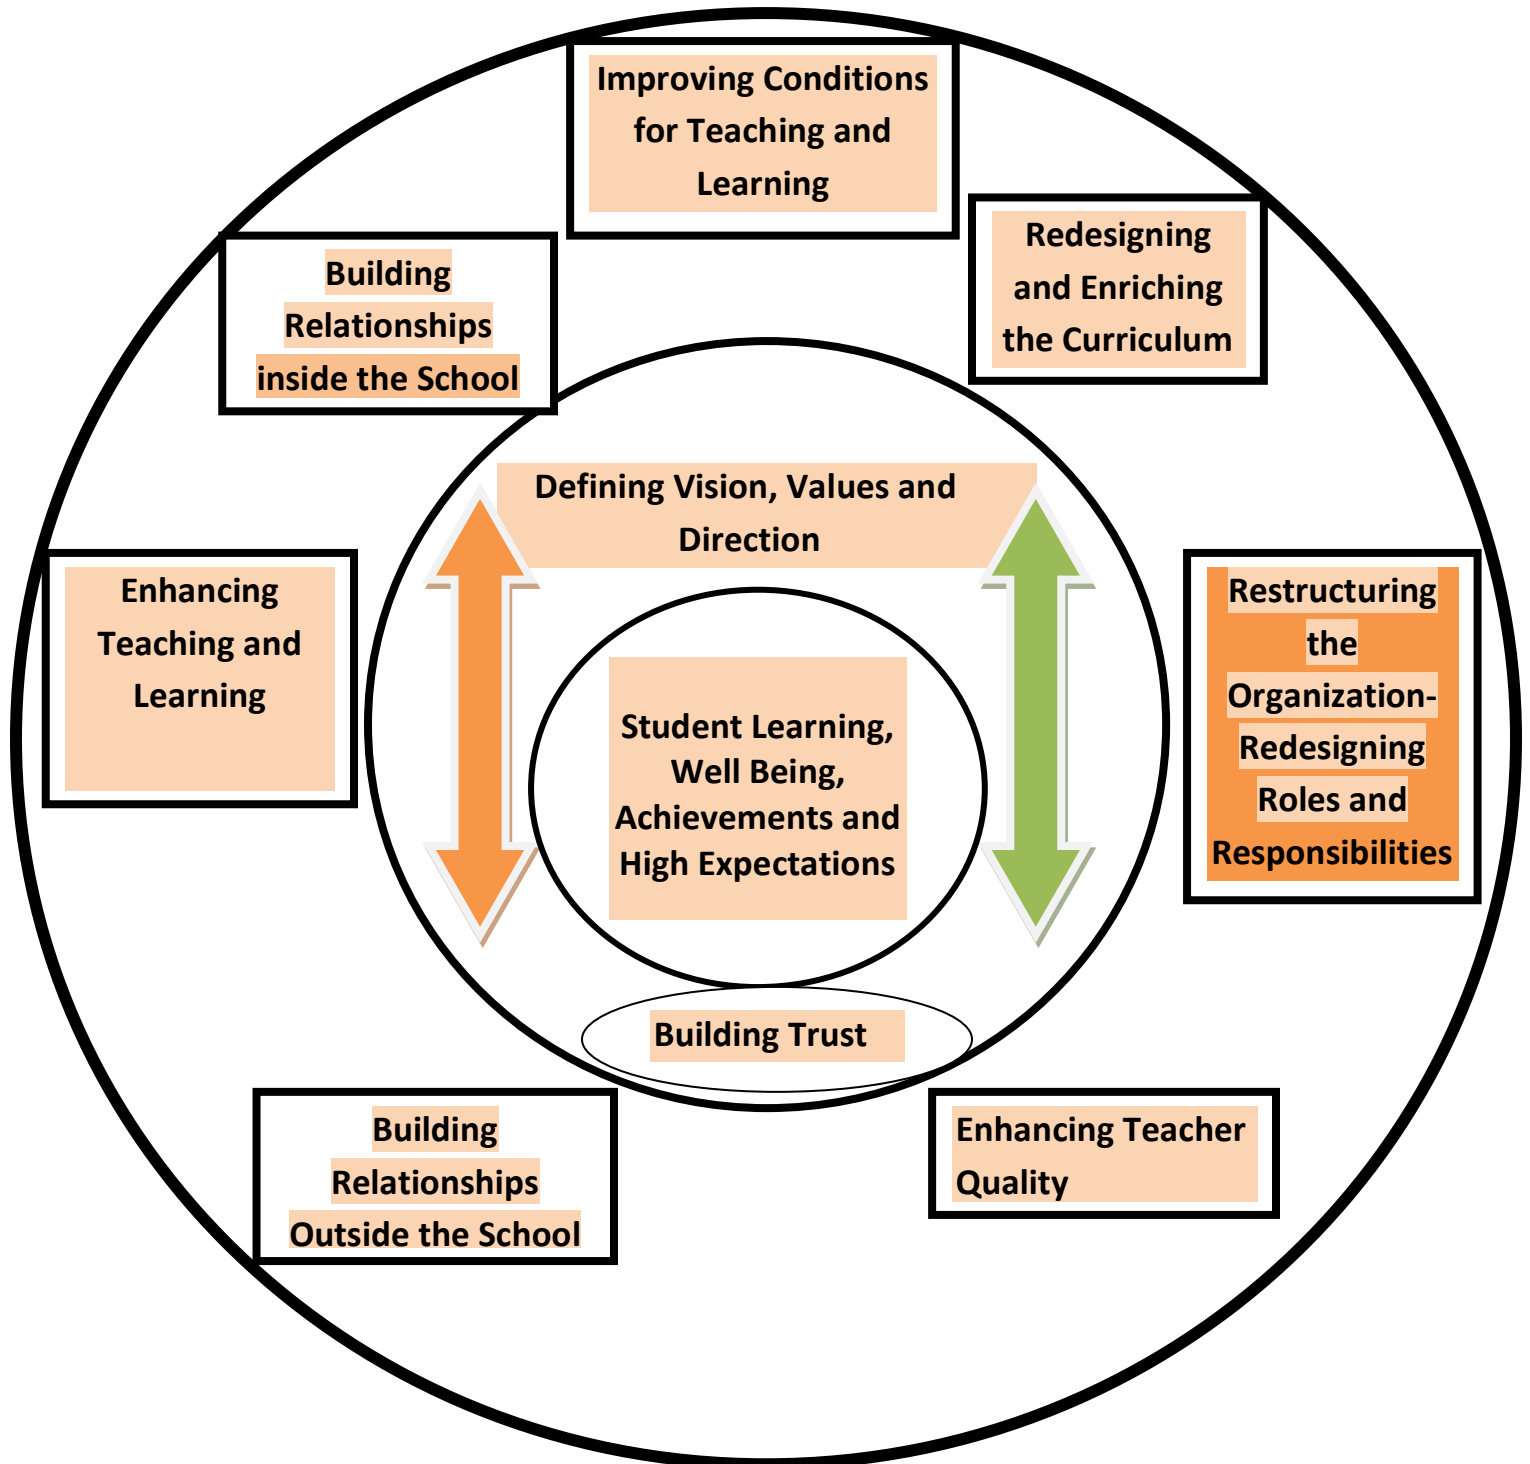 Improving Conditions
for Teaching and
Learning
Redesigning
and Enriching
the Curriculum
Building
Relationships
inside the School
Defining Vision, Values and
Direction
Enhancing
Teaching and
Learning
Restructuring
the
Organization-
Redesigning
Roles and
Responsibilities
Student Learning,
Well Being,
Achievements and
High Expectations
Building Trust
Building
Relationships
Outside the School
Enhancing Teacher
Quality